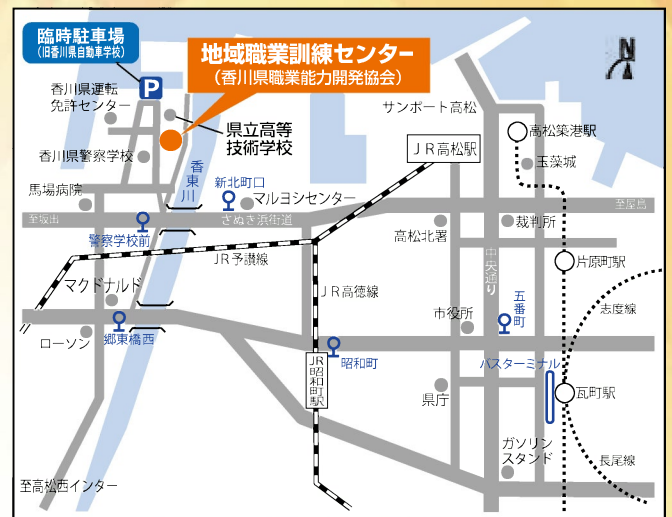 臨時駐車場
(旧香川県自動車学校)
地域職業訓練センター
(香川県職業能力開発協会)
N
P
香川県運転
免許センター
サンポート高松
県立高等
技術学校
高松築港駅
JR高松駅
香川県警察学校
玉藻城
香東川
新北町口
馬場病院
マルヨシセンター
至坂出
さぬき浜街道
至屋島
警察学校前
高松北署
裁判所
JR予讃線
中央通り
片原町駅
マクドナルド
JR高徳線
五番町
志度線
市役所
ローソン
郷東橋西
昭和町
JR昭和町駅
バスターミナル
県庁
瓦町駅
ガソリン
スタンド
長尾線
至高松西インター